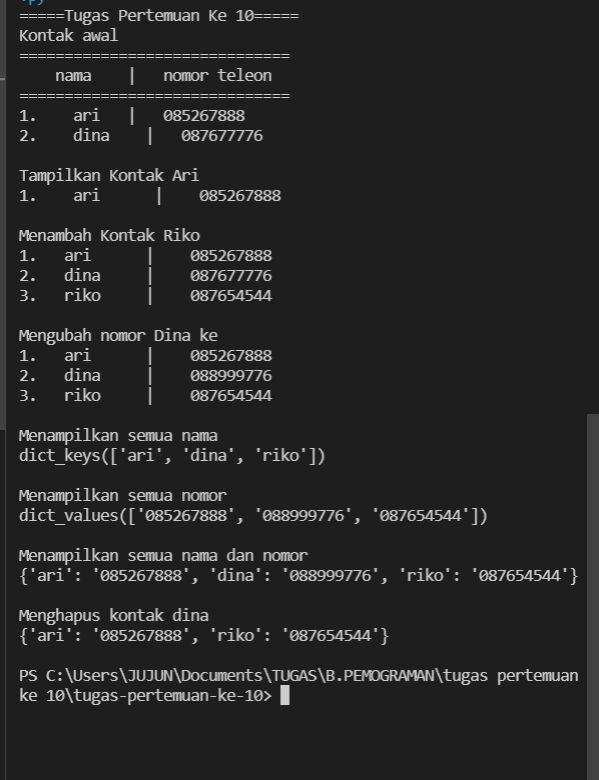 .py
=====Tugas Pertemuan Ke 10=====
Kontak awal
==============================
    nama    |   nomor teleon
==============================
1.    ari   |   085267888
2.    dina    |   087677776

Tampilkan Kontak Ari
1.    ari      |    085267888

Menambah Kontak Riko
1.   ari      |    085267888
2.   dina     |    087677776
3.   riko     |    087654544

Mengubah nomor Dina ke
1.   ari      |    085267888
2.   dina     |    088999776
3.   riko     |    087654544

Menampilkan semua nama
dict_keys(['ari', 'dina', 'riko'])

Menampilkan semua nomor
dict_values(['085267888', '088999776', '087654544'])

Menampilkan semua nama dan nomor
{'ari': '085267888', 'dina': '088999776', 'riko': '087654544'}

Menghapus kontak dina
{'ari': '085267888', 'riko': '087654544'}

PS C:\Users\JUJUN\Documents\TUGAS\B.PEMOGRAMAN\tugas pertemuan
ke 10\tugas-pertemuan-ke-10>